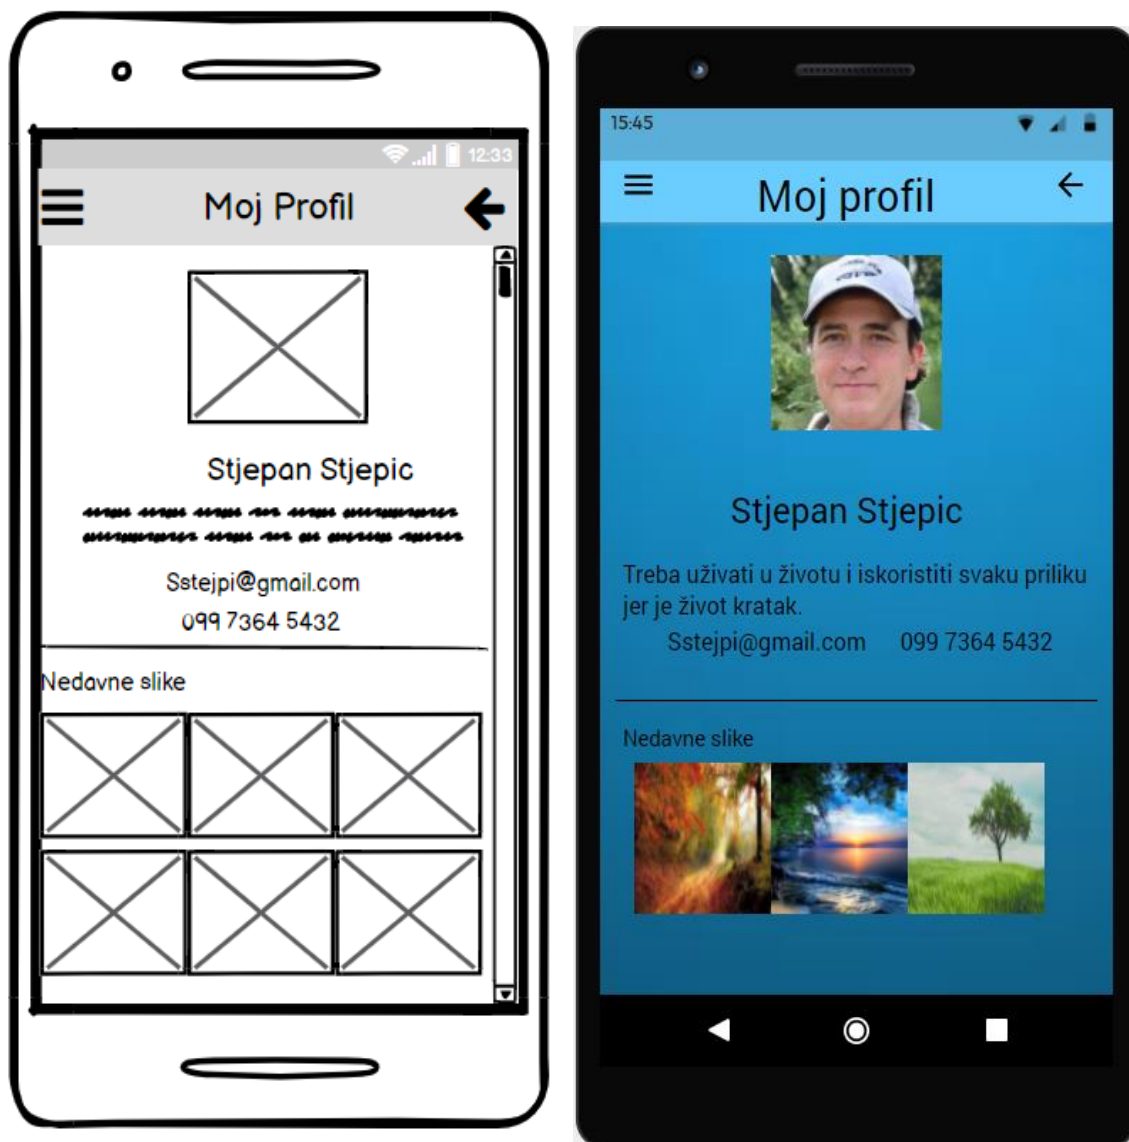 12:33
Moj Profil
Stjepan Stjepic
Sstejpi@gmail.com
099 7364 5432
Nedavne slike
15:45
Moj profil
Stjepan Stjepic
Treba uživati u životu i iskoristiti svaku priliku
jer je život kratak.
Sstejpi@gmail.com 099 7364 5432
Nedavne slike